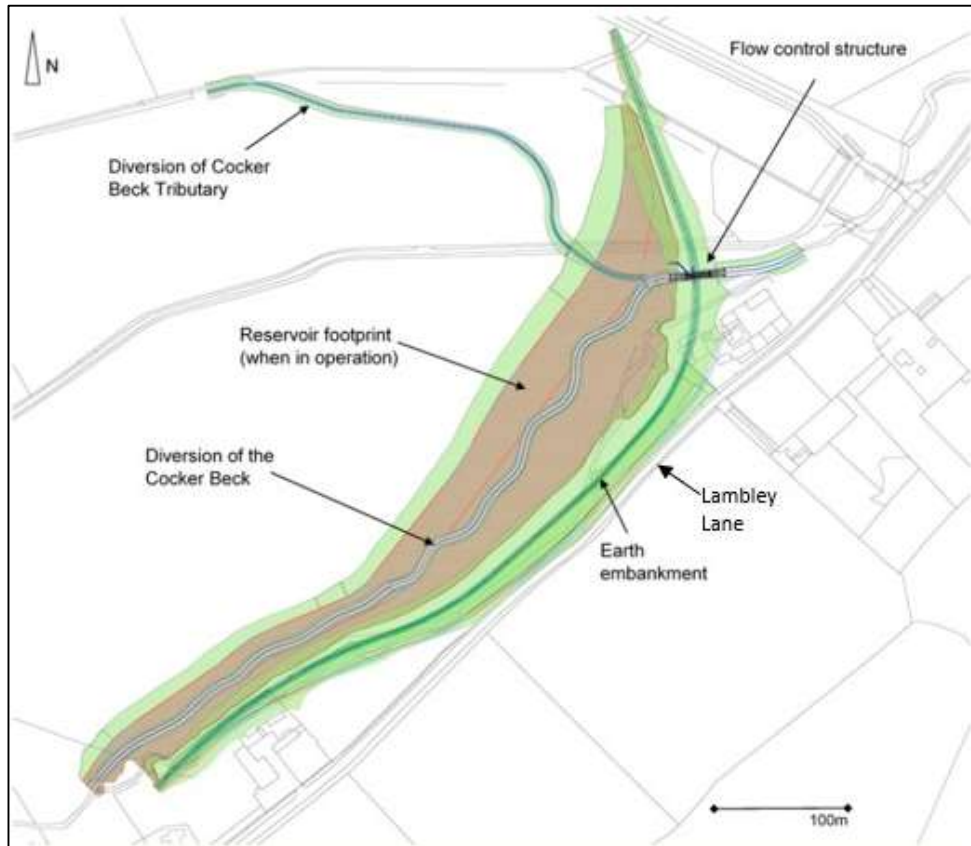 N
Flow control structure
Diversion of Cocker
Beck Tributary
Reservoir footprint
(when in operation)
Diversion of the
Cocker Beck
Lambley
Lane
Earth
embankment
100m